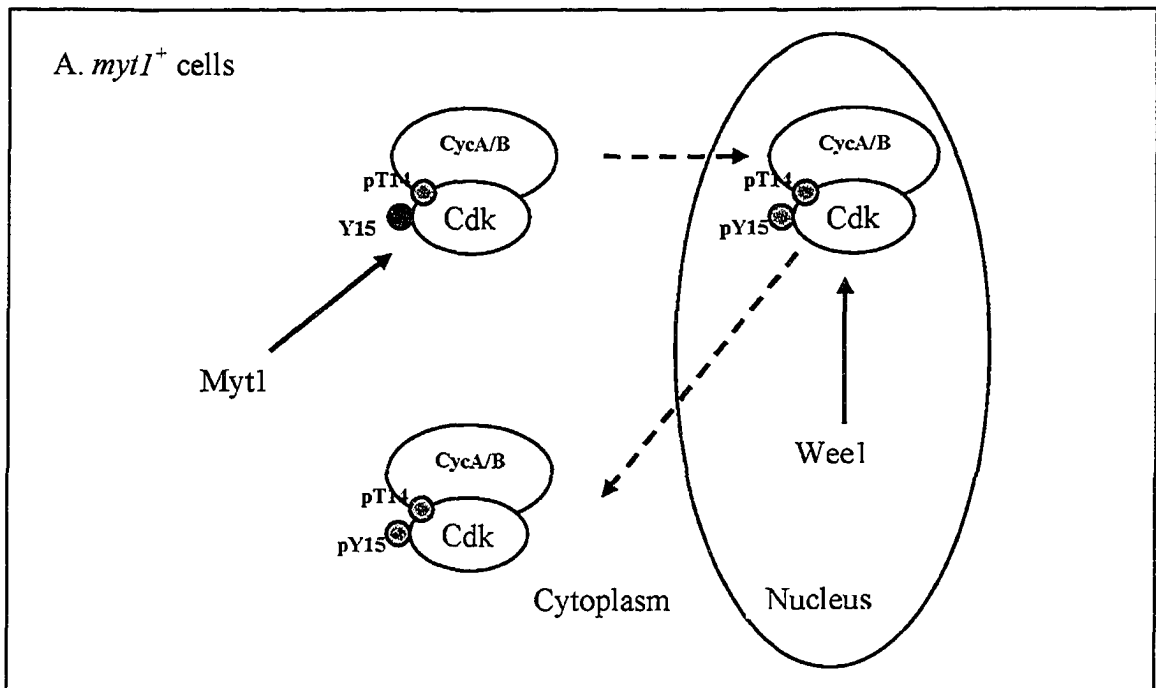 A. myt1+ cells
CycA/B
pT14
Y15
Cdk
Myt1
CycA/B
pT14
pY15
Cdk
Wee1
CycA/B
pT14
pY15
Cdk
Cytoplasm
Nucleus